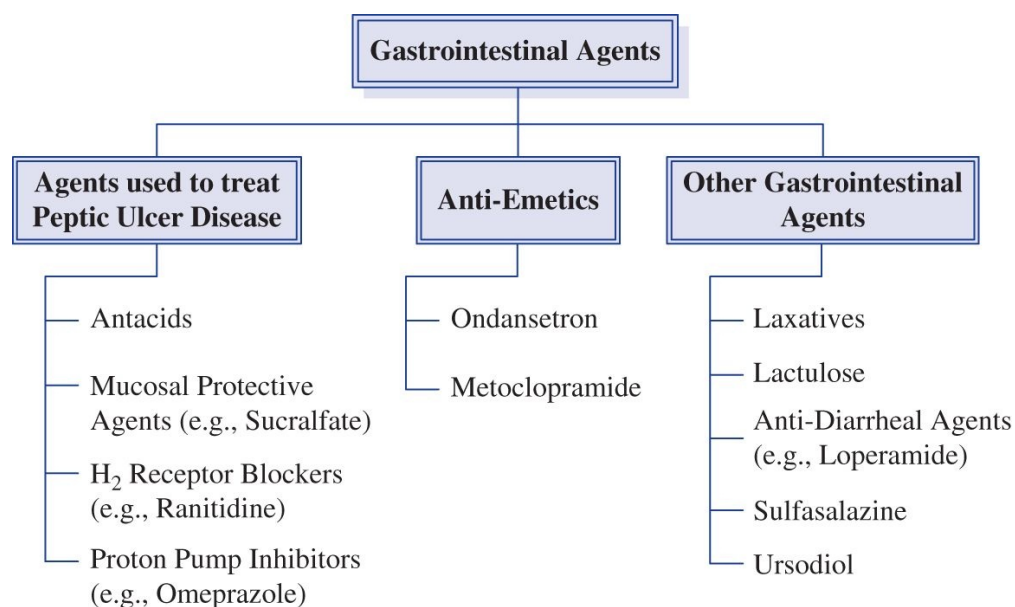 Gastrointestinal Agents
Agents used to treat
Peptic Ulcer Disease
Antacids
Mucosal Protective
Agents (e.g., Sucralfate)
H₂ Receptor Blockers
(e.g., Ranitidine)
Proton Pump Inhibitors
(e.g., Omeprazole)
Anti-Emetics
Ondansetron
Metoclopramide
Other Gastrointestinal
Agents
Laxatives
Lactulose
Anti-Diarrheal Agents
(e.g., Loperamide)
Sulfasalazine
Ursodiol